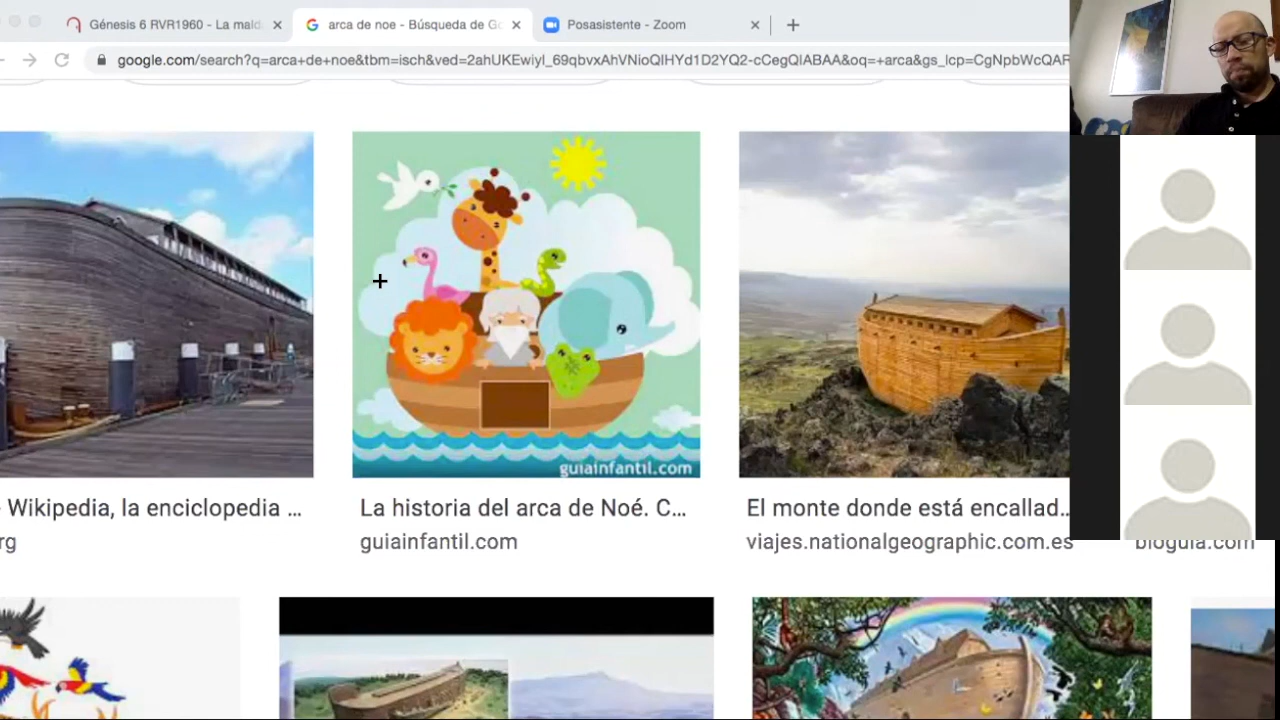 Génesis 6 RVR1960 - La mald
arca de noe - Búsqueda de Go
Posasistente - Zoom
google.com/search?q=arca+de+noe&tbm=isch&ved=2ahUKEwiyl_69qbvxAhVNioQIHYd1D2YQ2-cCegQIABAA&oq=+arca&gs_lcp=CgNpbWcQAR
guiainfantil.com
Wikipedia, la enciclopedia ...
La historia del arca de Noé. C...
El monte donde está encallad...
rg
guiainfantil.com
viajes.nationalgeographic.com.es